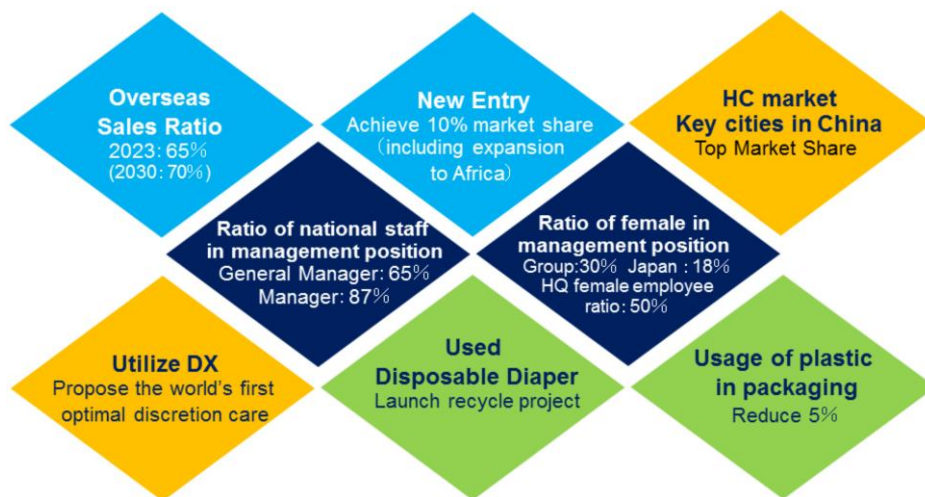 Overseas
Sales Ratio
2023: 65%
(2030: 70%)
New Entry
Achieve 10% market share
(including expansion
to Africa)
HC market
Key cities in China
Top Market Share
Ratio of national staff
in management position
General Manager: 65%
Manager: 87%
Ratio of female in
management position
Group:30% Japan : 18%
HQ female employee
ratio: 50%
Utilize DX
Propose the world's first
optimal discretion care
Used
Disposable Diaper
Launch recycle project
Usage of plastic
in packaging
Reduce 5%